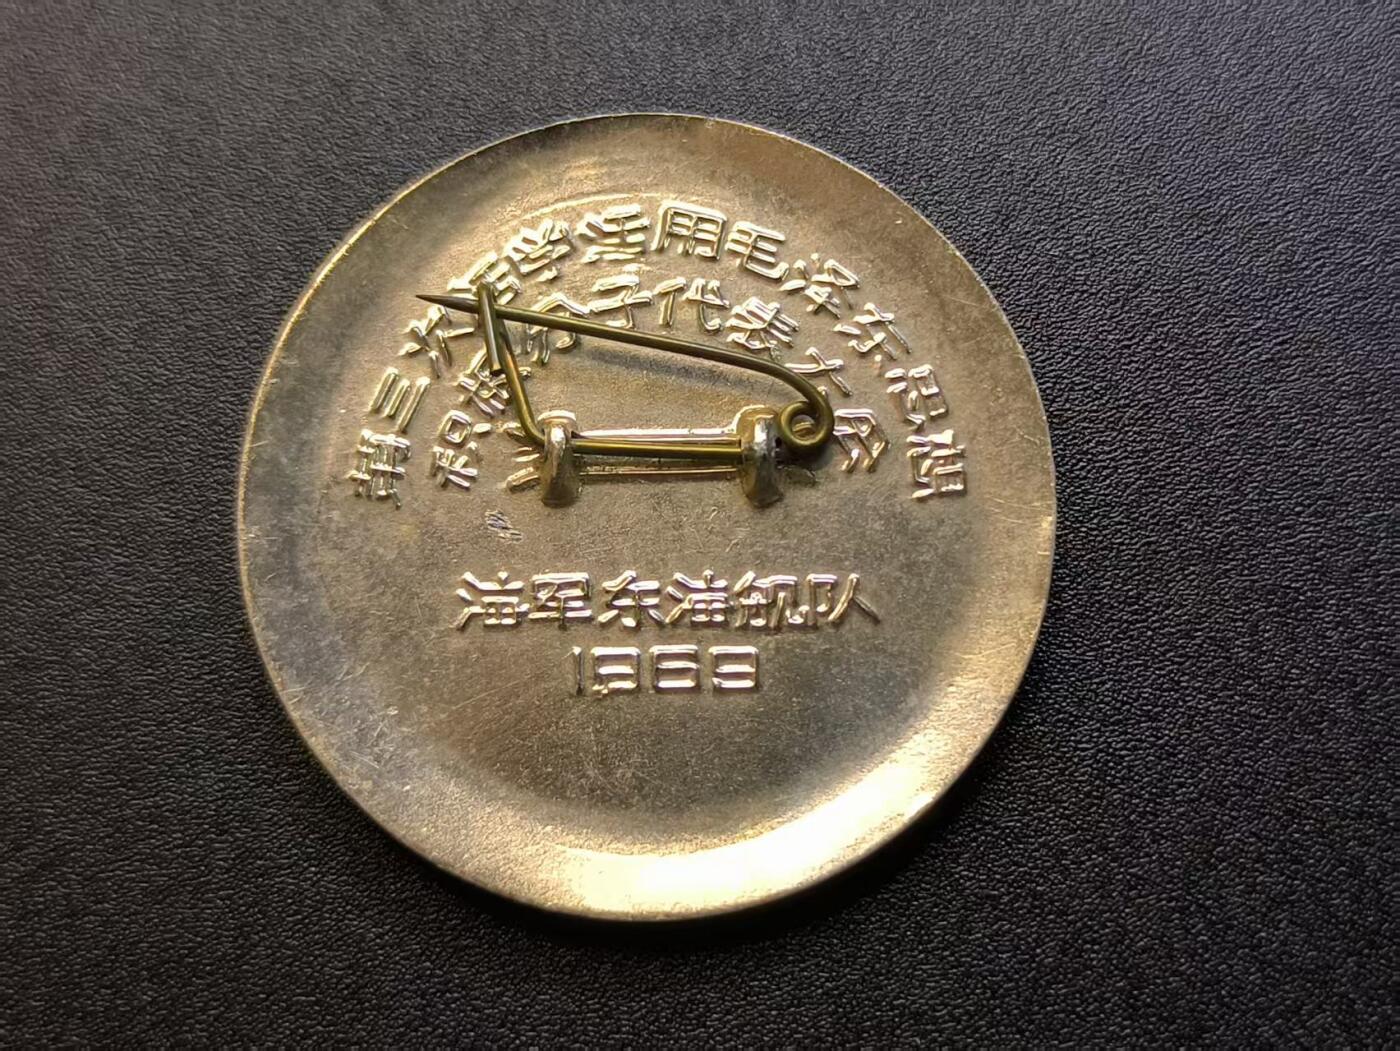 第三次活学活用毛泽东思想
积极分子代表大会
海军东海舰队
1969